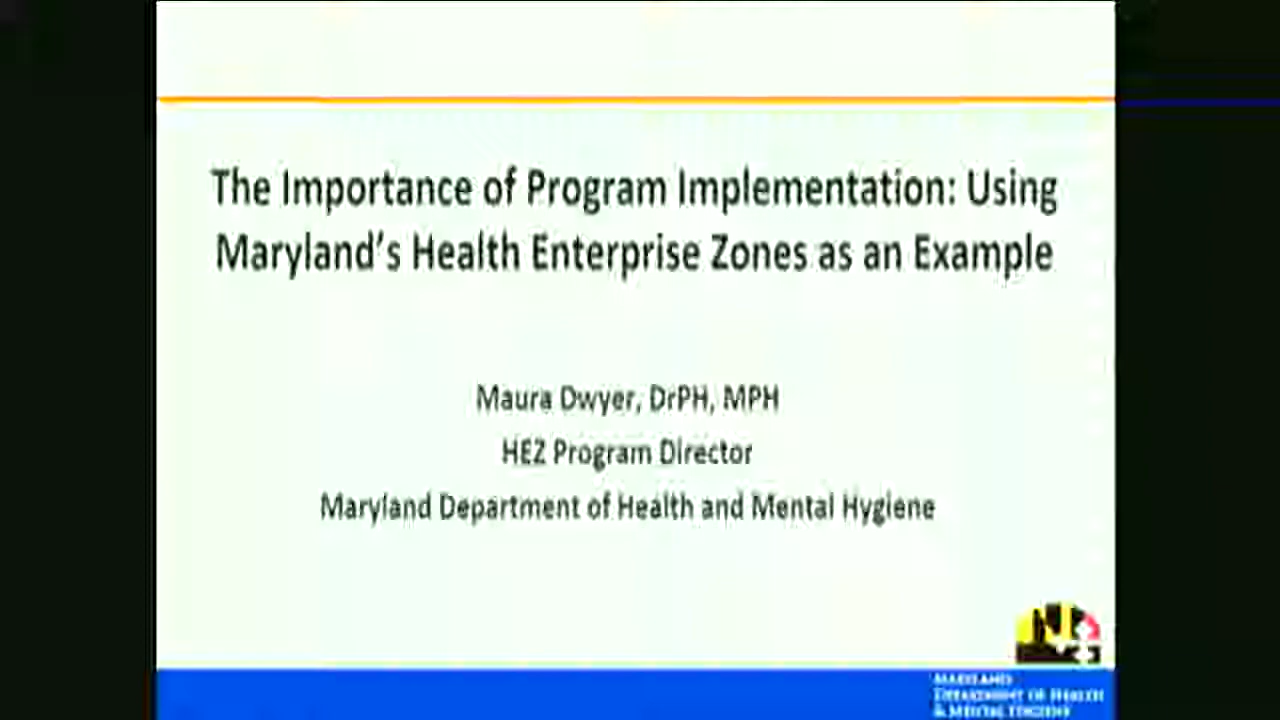 The Importance of Program Implementation: Using
Maryland's Health Enterprise Zones as an Example
Maura Dwyer, DrPH, MPH
HEZ Program Director
Maryland Department of Health and Mental Hygiene
MARYLAND
DEPARTMENT OF HEALTH
& MENTAL HYGIENE